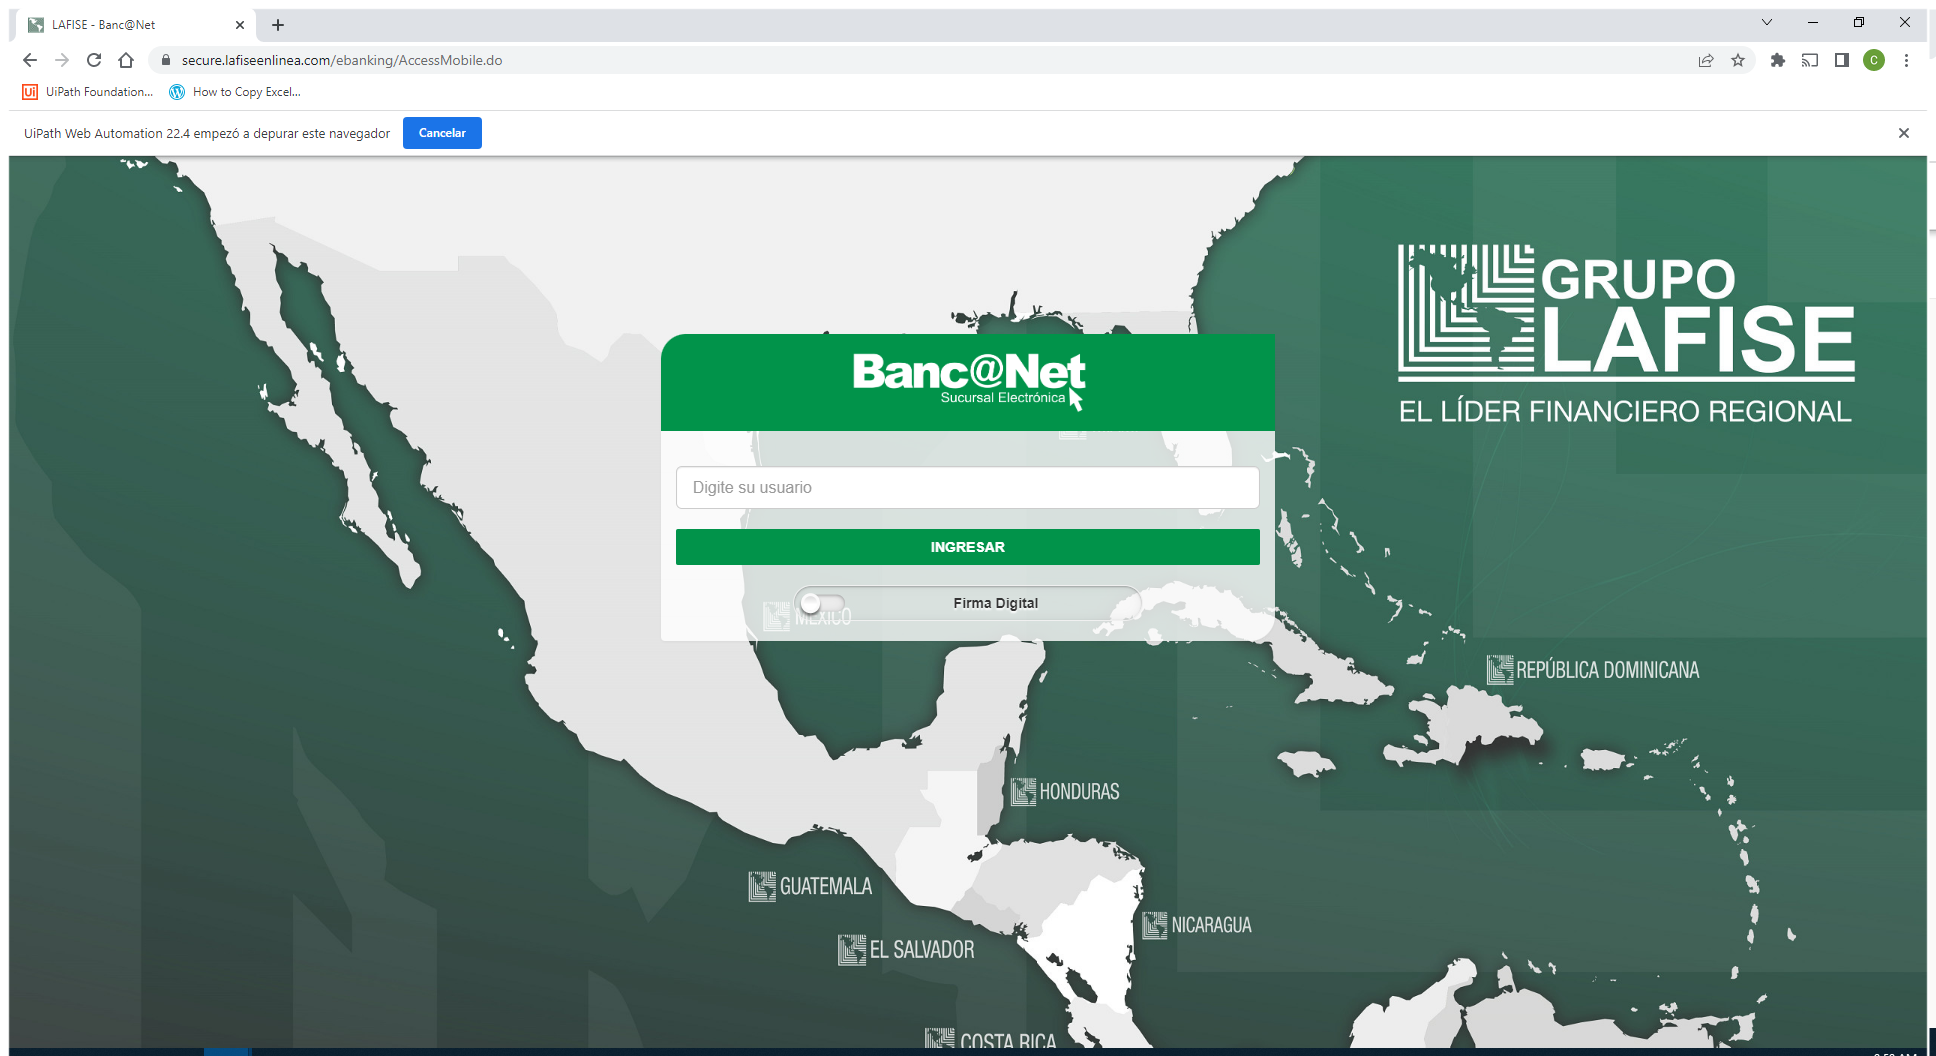 LAFISE - Banc@Net
secure.lafiseenlinea.com/ebanking/AccessMobile.do
C
Ui UiPath Foundation...
How to Copy Excel...
UiPath Web Automation 22.4 empezó a depurar este navegador
Cancelar
GRUPO
LAFISE
EL LÍDER FINANCIERO REGIONAL
Banc@Net
Sucursal Electrónica
Digite su usuario
INGRESAR
Firma Digital
MÉXICO
REPÚBLICA DOMINICANA
HONDURAS
GUATEMALA
NICARAGUA
EL SALVADOR
COSTA RICA